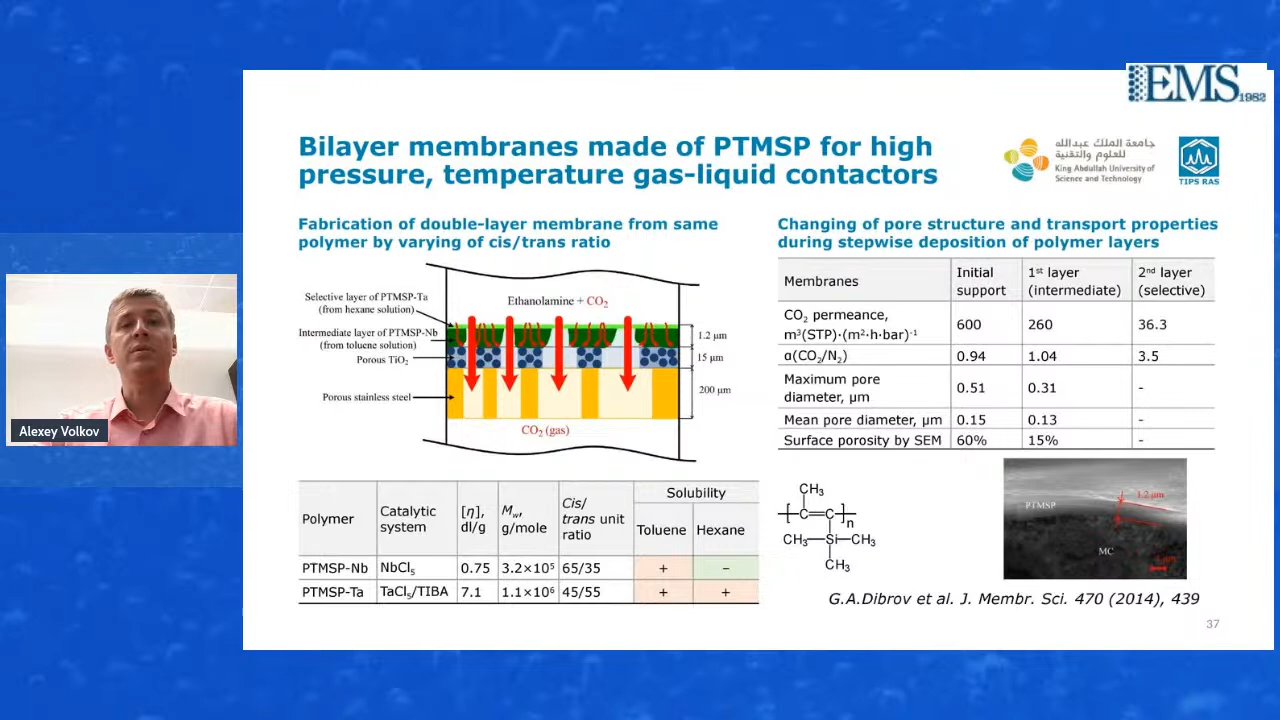 EMS 1982
Bilayer membranes made of PTMSP for high
pressure, temperature gas-liquid contactors
جامعة الملك عبدالله
للعلوم والتقنية
King Abdullah University of
Science and Technology
TIPS RAS
Fabrication of double-layer membrane from same
polymer by varying of cis/trans ratio
Selective layer of PTMSP-Ta
(from hexane solution)
Intermediate layer of PTMSP-Nb
(from toluene solution)
Porous TiO₂
Porous stainless steel
Ethanolamine + CO₂
CO₂ (gas)
1.2 μm
15 μm
200 μm
Polymer Catalytic system [η], dl/g Mw, g/mole Cis/trans unit ratio Solubility
Toluene Hexane
PTMSP-Nb NbCl₅ 0.75 3.2×10⁵ 65/35 + –
PTMSP-Ta TaCl₅/TIBA 7.1 1.1×10⁶ 45/55 + +
Changing of pore structure and transport properties
during stepwise deposition of polymer layers
Membranes Initial support 1st layer (intermediate) 2nd layer (selective)
CO₂ permeance, m³(STP)·(m²·h·bar)⁻¹ 600 260 36.3
α(CO₂/N₂) 0.94 1.04 3.5
Maximum pore diameter, μm 0.51 0.31 -
Mean pore diameter, μm 0.15 0.13 -
Surface porosity by SEM 60% 15% -
CH₃
C=C
n
CH₃—Si—CH₃
CH₃
PTMSP
1.2 μm
MC
G.A.Dibrov et al. J. Membr. Sci. 470 (2014), 439
37
Alexey Volkov